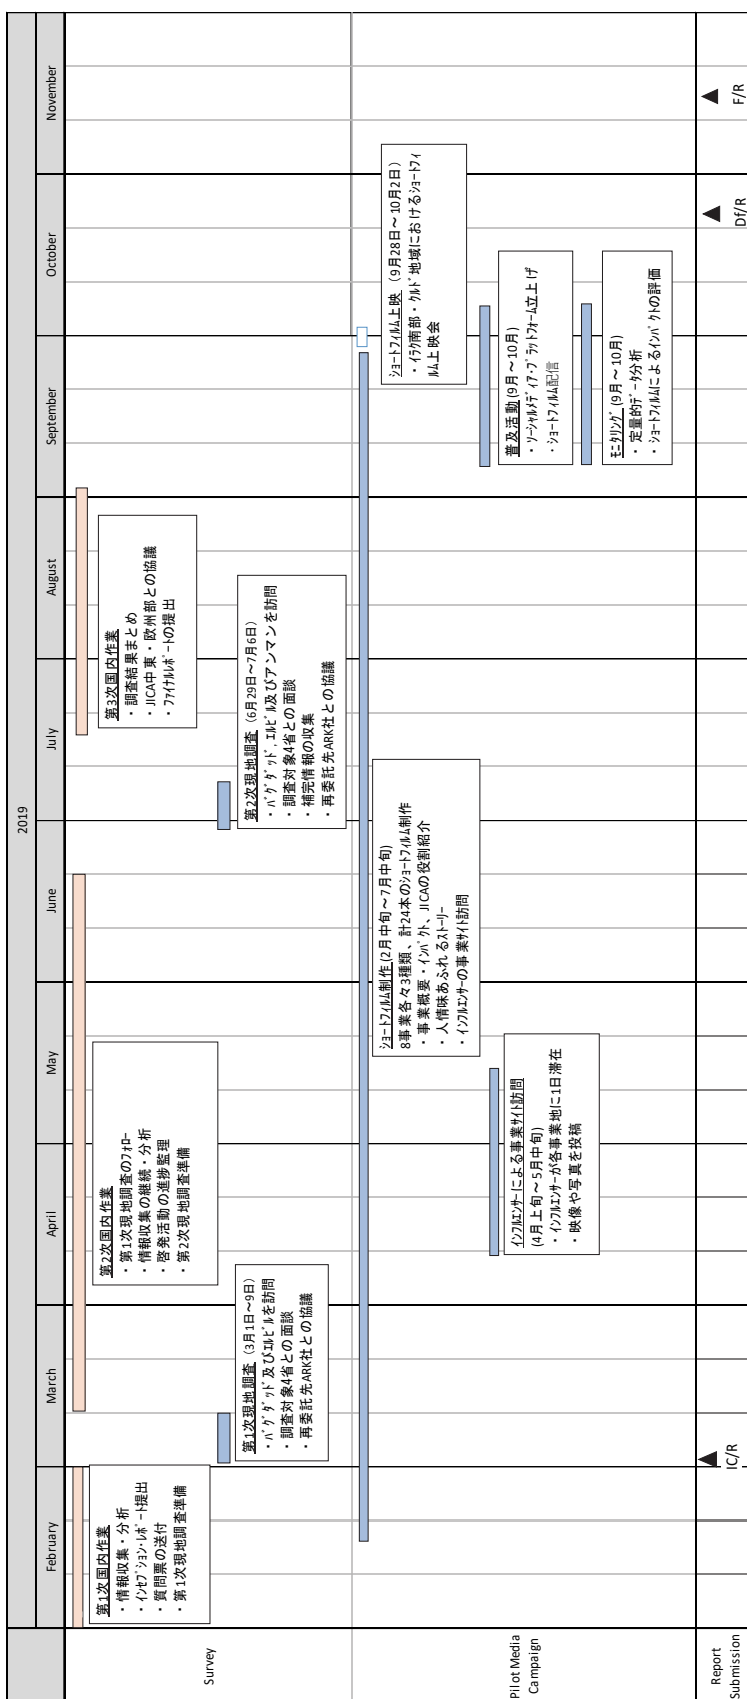 2019
February
March
April
May
June
July
August
September
October
November
Survey
第1次国内作業
・情報収集・分析
・ｲﾝｾﾌﾟｼｮﾝ・ﾚﾎﾟｰﾄ提出
・質問票の送付
・第1次現地調査準備
第2次国内作業
・第1次現地調査のﾌｫﾛｰ
・情報収集の継続・分析
・啓発活動の進捗監理
・第2次現地調査準備
第3次国内作業
・調査結果まとめ
・JICA中東・欧州部との協議
・ﾌｧｲﾅﾙﾚﾎﾟｰﾄの提出
第1次現地調査（3月1日～9日）
・ﾊﾞｸﾞﾀﾞｯﾄﾞ及びｴﾙﾋﾞﾙを訪問
・調査対象4省との面談
・再委託先ARK社との協議
第2次現地調査（6月29日～7月6日）
・ﾊﾞｸﾞﾀﾞｯﾄﾞ, ｴﾙﾋﾞﾙ及びアンマンを訪問
・調査対象4省との面談
・補完情報の収集
・再委託先ARK社との協議
Pilot Media
Campaign
ｼｮｰﾄﾌｨﾙﾑ制作(2月中旬～7月中旬)
8事業各々3種類、計24本のｼｮｰﾄﾌｨﾙﾑ制作
・事業概要・ｲﾝﾊﾟｸﾄ、JICAの役割紹介
・人情味あふれるｽﾄｰﾘｰ
・ｲﾝﾌﾙｴﾝｻｰの事業ｻｲﾄ訪問
ｼｮｰﾄﾌｨﾙﾑ上映（9月28日～10月2日）
・ｲﾗｸ南部・ｸﾙﾄﾞ地域におけるｼｮｰﾄﾌｨ
ﾙﾑ上映会
ｲﾝﾌﾙｴﾝｻｰによる事業ｻｲﾄ訪問
(4月上旬～5月中旬)
・ｲﾝﾌﾙｴﾝｻｰが各事業地に1日滞在
・映像や写真を投稿
普及活動(9月～10月)
・ｿｰｼｬﾙﾒﾃﾞｨｱ・ﾌﾟﾗｯﾄﾌｫｰﾑ立上げ
・ｼｮｰﾄﾌｨﾙﾑ配信
ﾓﾆﾀﾘﾝｸﾞ(9月～10月)
・定量的ﾃﾞｰﾀ分析
・ｼｮｰﾄﾌｨﾙﾑによるｲﾝﾊﾟｸﾄの評価
Report
Submission
▲
IC/R
▲
Df/R
▲
F/R